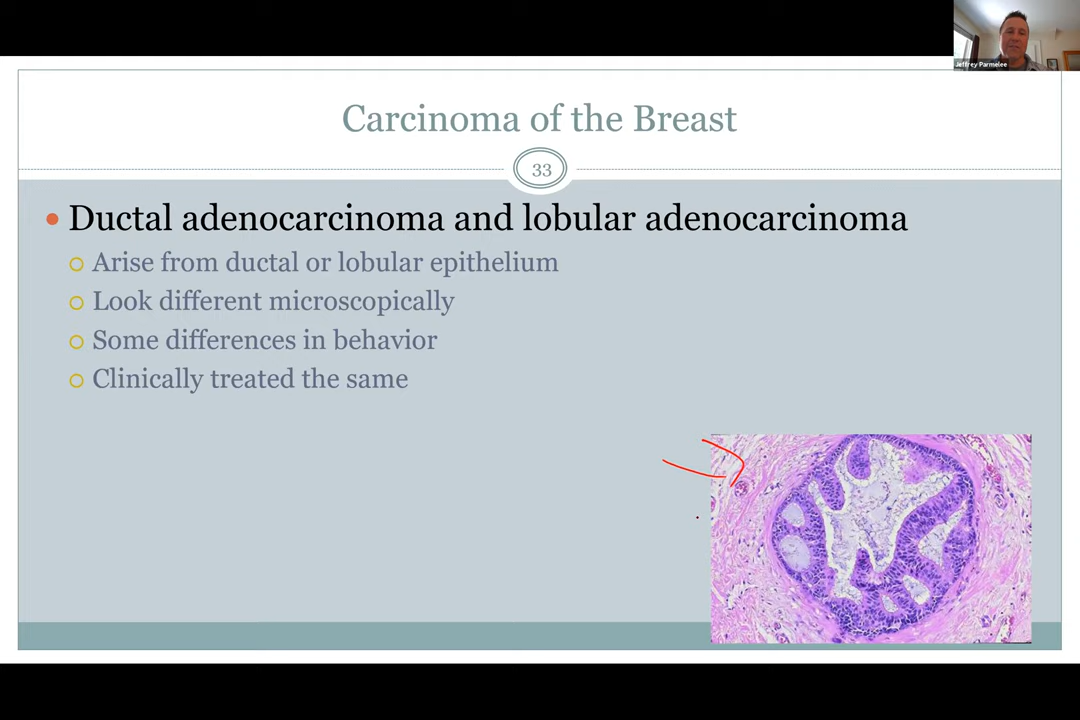 Jeffrey Parmelee
Carcinoma of the Breast
33
Ductal adenocarcinoma and lobular adenocarcinoma
Arise from ductal or lobular epithelium
Look different microscopically
Some differences in behavior
Clinically treated the same